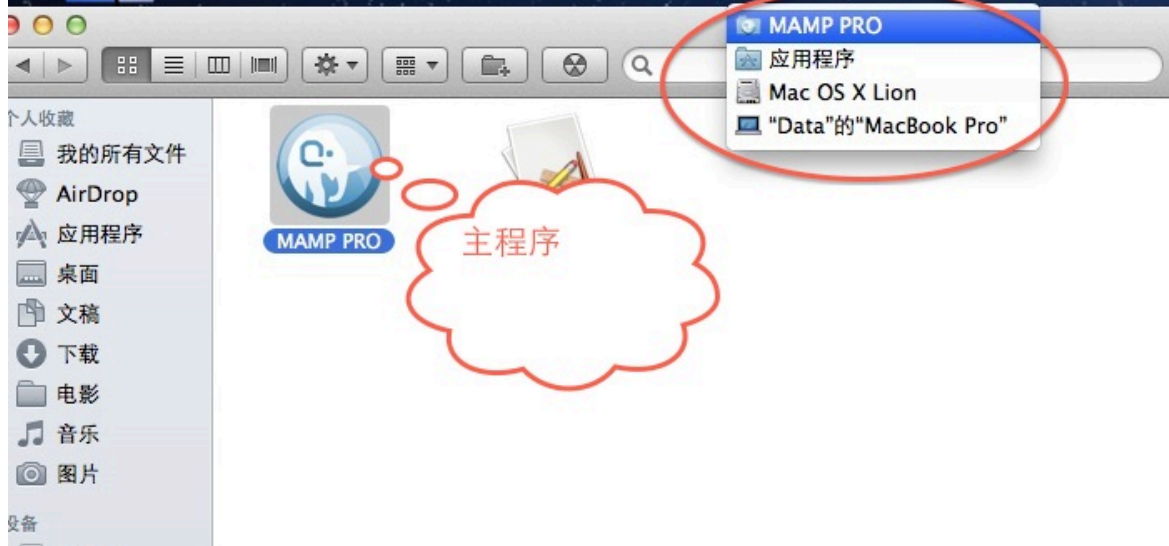 MAMP PRO
应用程序
Mac OS X Lion
“Data”的“MacBook Pro”
个人收藏
我的所有文件
AirDrop
应用程序
桌面
文稿
下载
电影
音乐
图片
设备
MAMP PRO
主程序